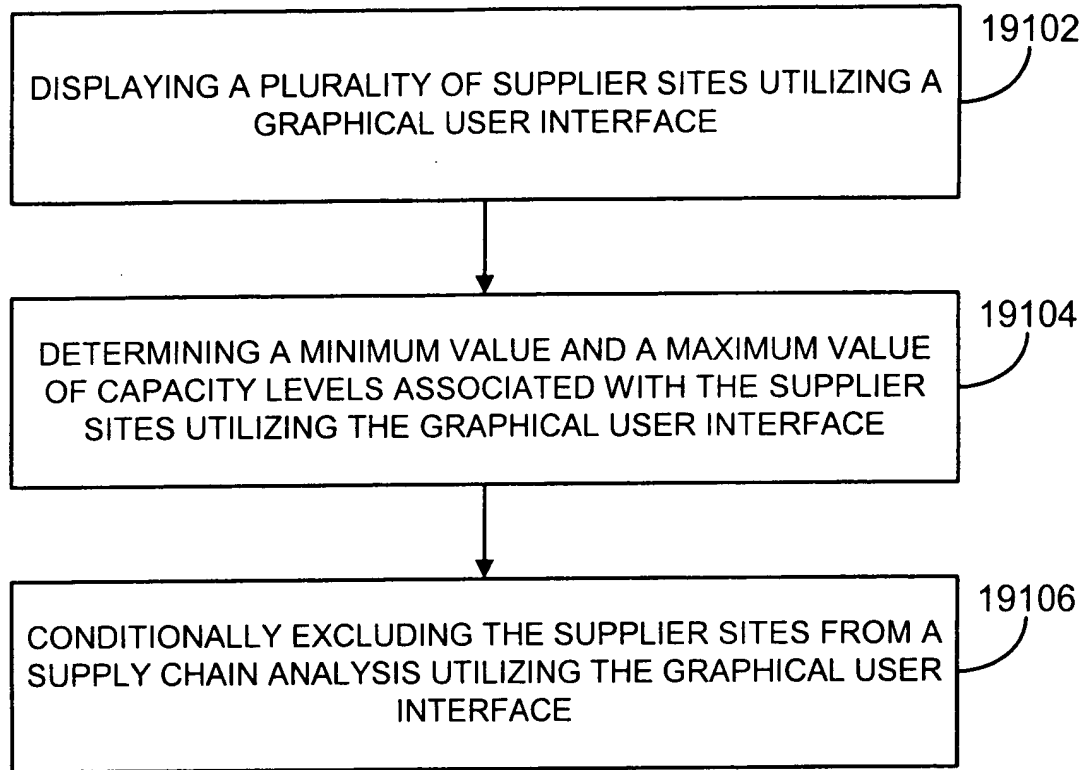 19102
DISPLAYING A PLURALITY OF SUPPLIER SITES UTILIZING A
GRAPHICAL USER INTERFACE
19104
DETERMINING A MINIMUM VALUE AND A MAXIMUM VALUE
OF CAPACITY LEVELS ASSOCIATED WITH THE SUPPLIER
SITES UTILIZING THE GRAPHICAL USER INTERFACE
19106
CONDITIONALLY EXCLUDING THE SUPPLIER SITES FROM A
SUPPLY CHAIN ANALYSIS UTILIZING THE GRAPHICAL USER
INTERFACE